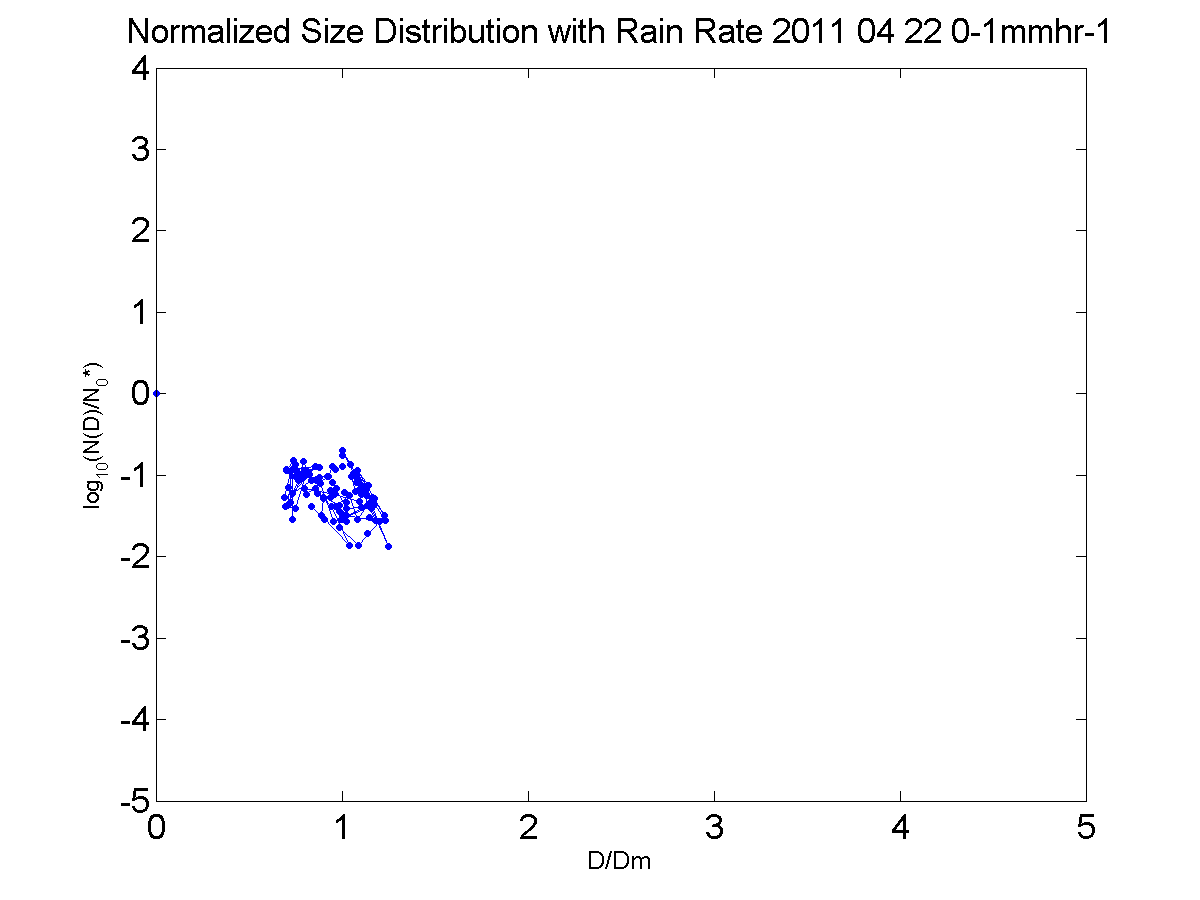 Normalized Size Distribution with Rain Rate 2011 04 22 0-1mmhr-1
4
3
2
1
0
-1
-2
-3
-4
-5
log10(N(D)/N0*)
0 1 2 3 4 5
D/Dm